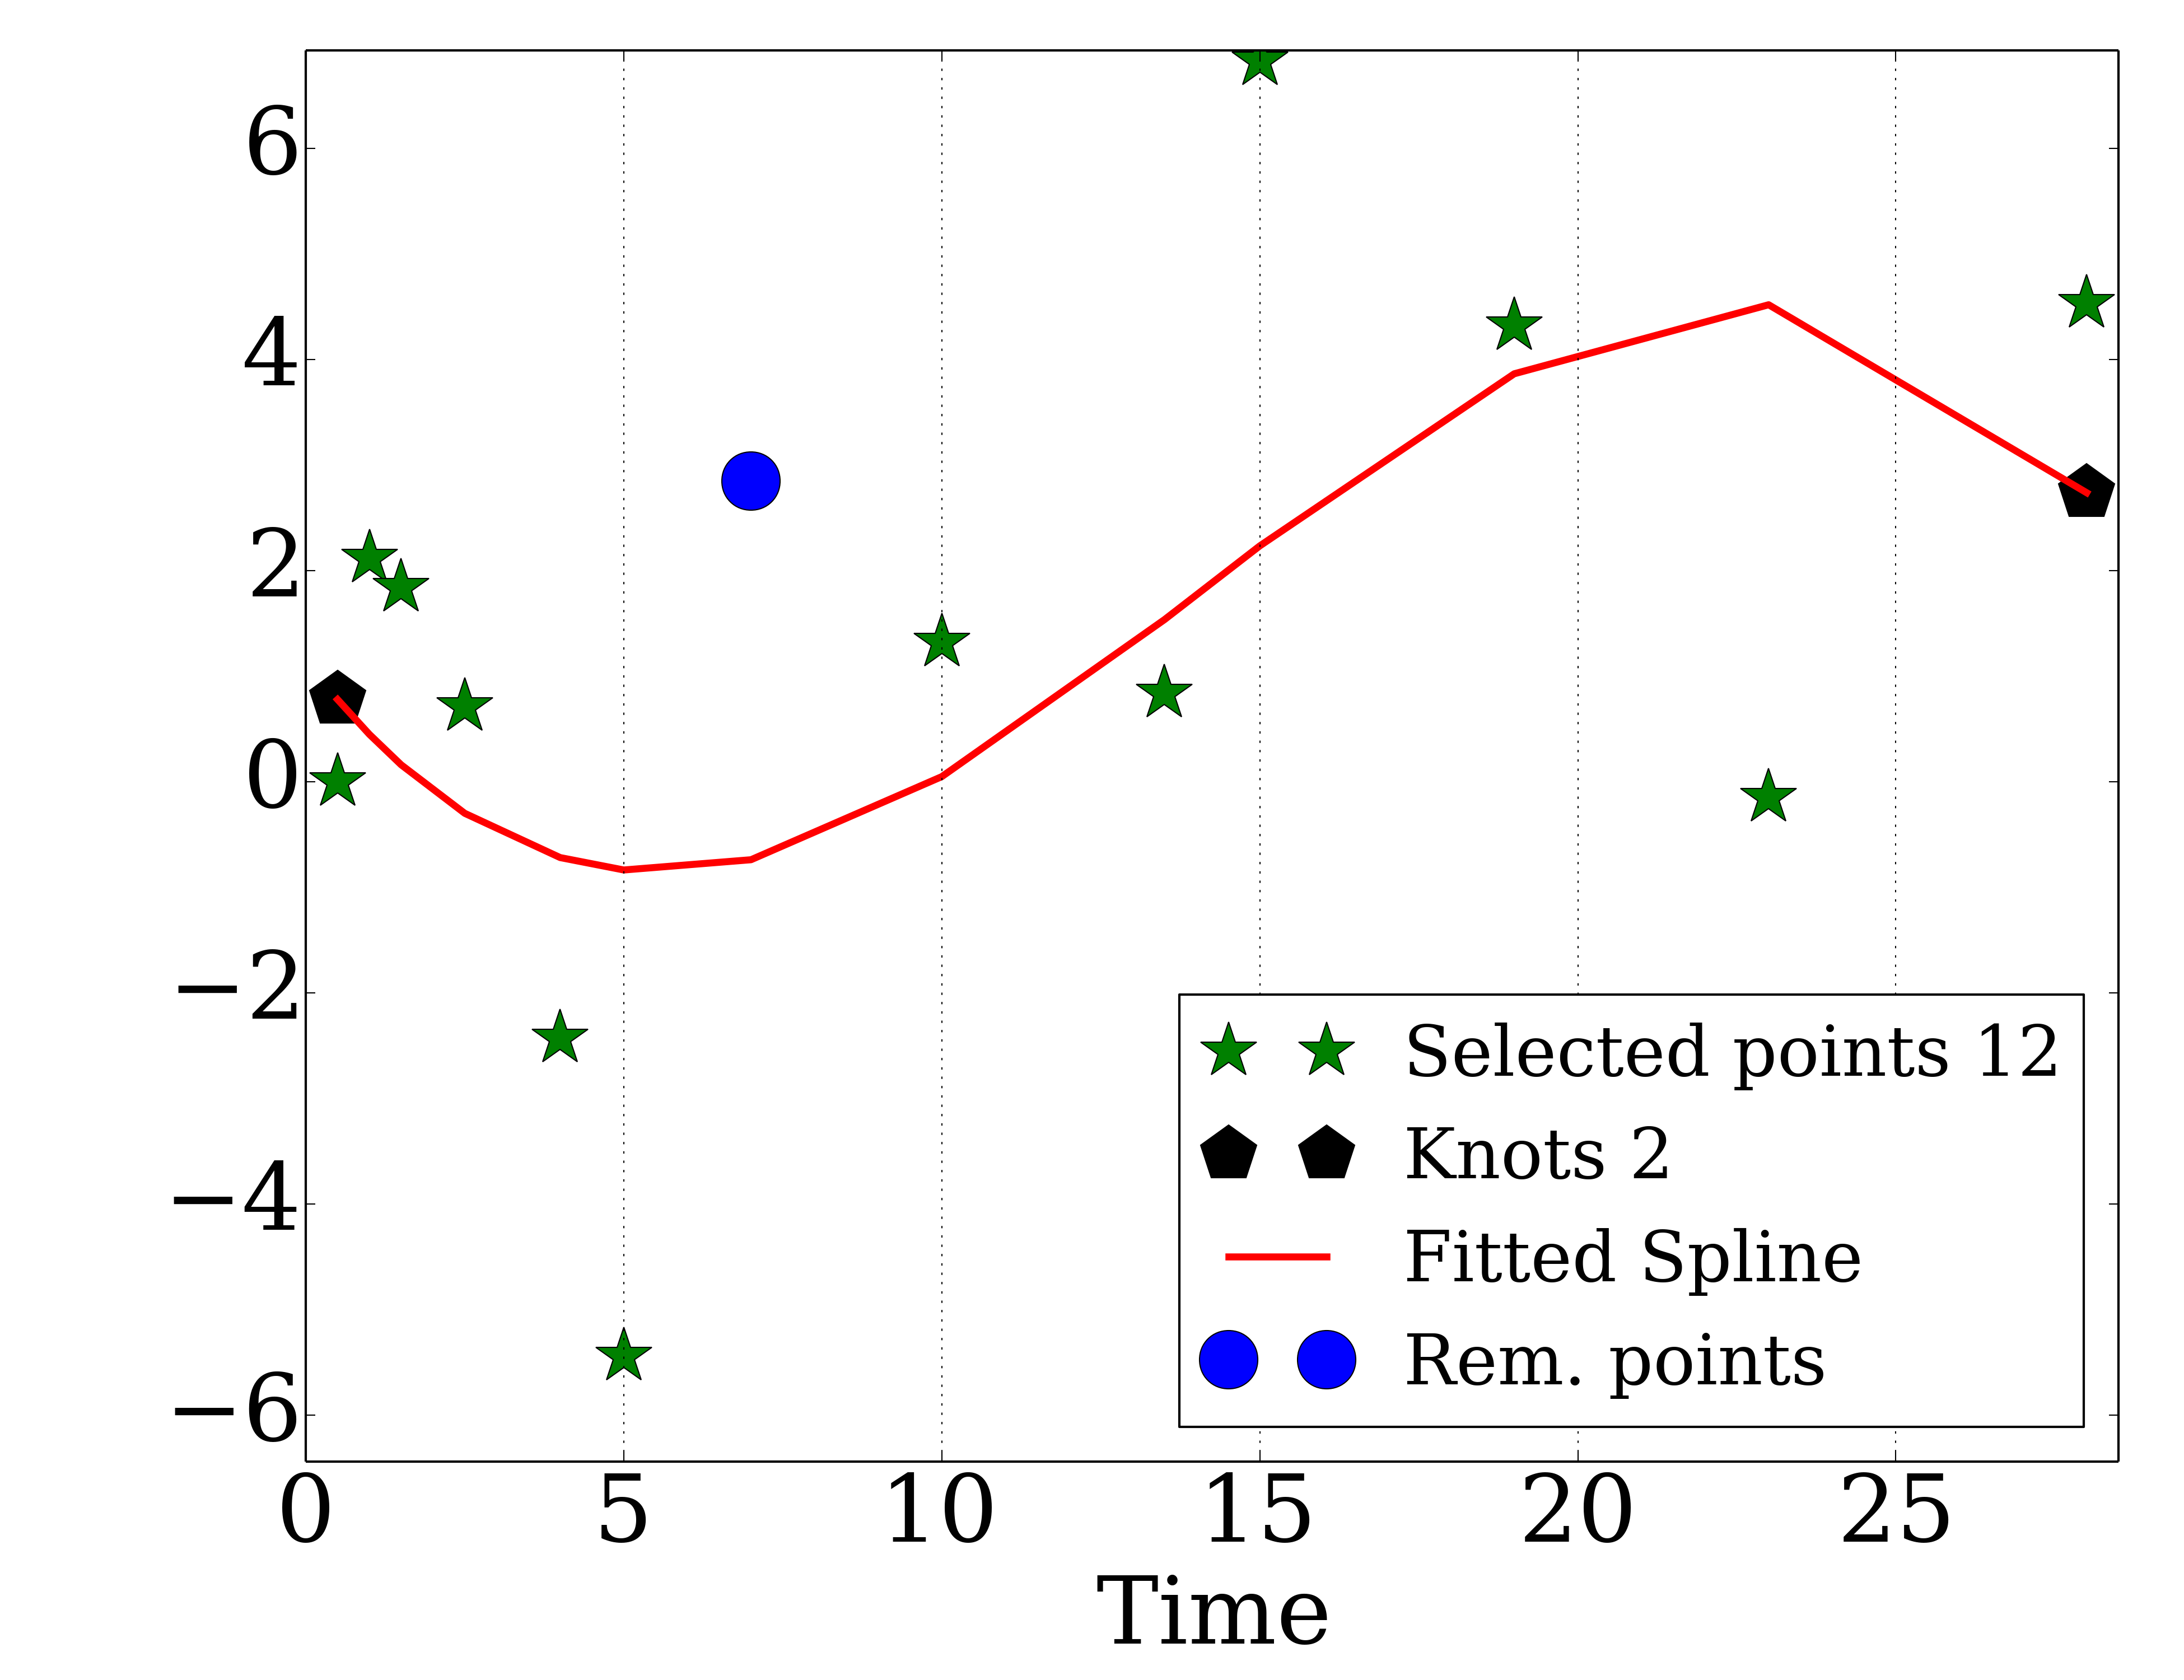 6
4
2
0
−2
−4
−6
Selected points 12
Knots 2
Fitted Spline
Rem. points
0 5 10 15 20 25
Time